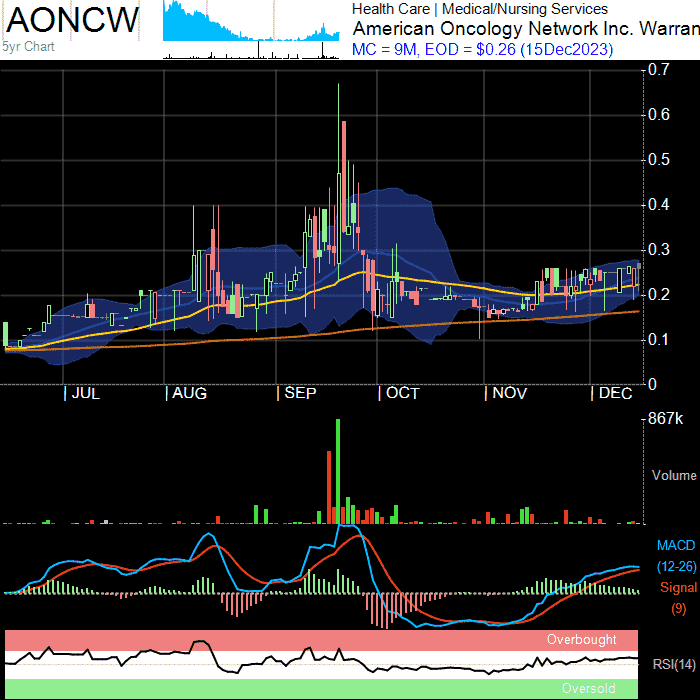 AONCW
5yr Chart
Health Care | Medical/Nursing Services
American Oncology Network Inc. Warran
MC = 9M, EOD = $0.26 (15Dec2023)
0.7
0.6
0.5
0.4
0.3
0.2
0.1
0
| JUL | AUG | SEP | OCT | NOV | DEC
867k
Volume
MACD
(12-26)
Signal
(9)
Overbought
RSI(14)
Oversold